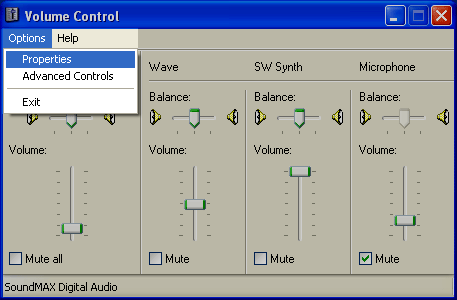 Volume Control
Options Help
Properties
Advanced Controls
Exit
Wave SW Synth Microphone
Balance: Balance: Balance:
Volume: Volume: Volume: Volume:
Mute all Mute Mute Mute
SoundMAX Digital Audio